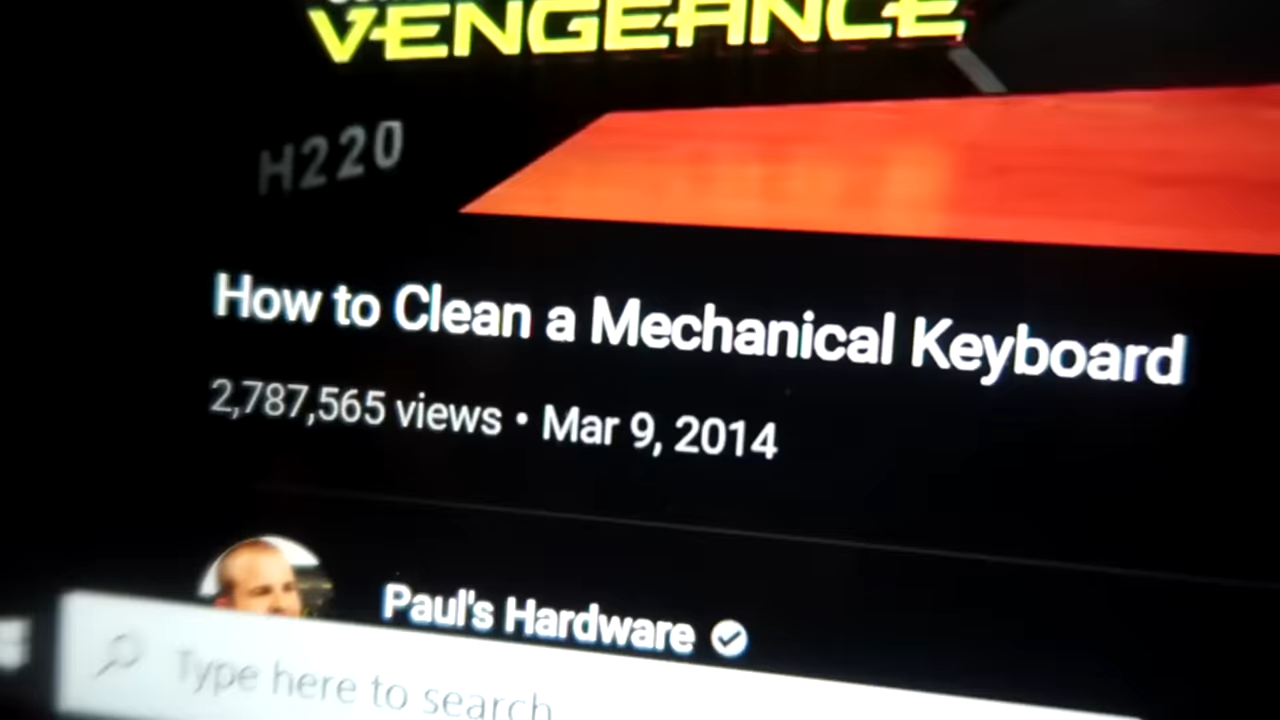 VENGEANCE
H220
How to Clean a Mechanical Keyboard
2,787,565 views • Mar 9, 2014
Paul's Hardware
Type here to search